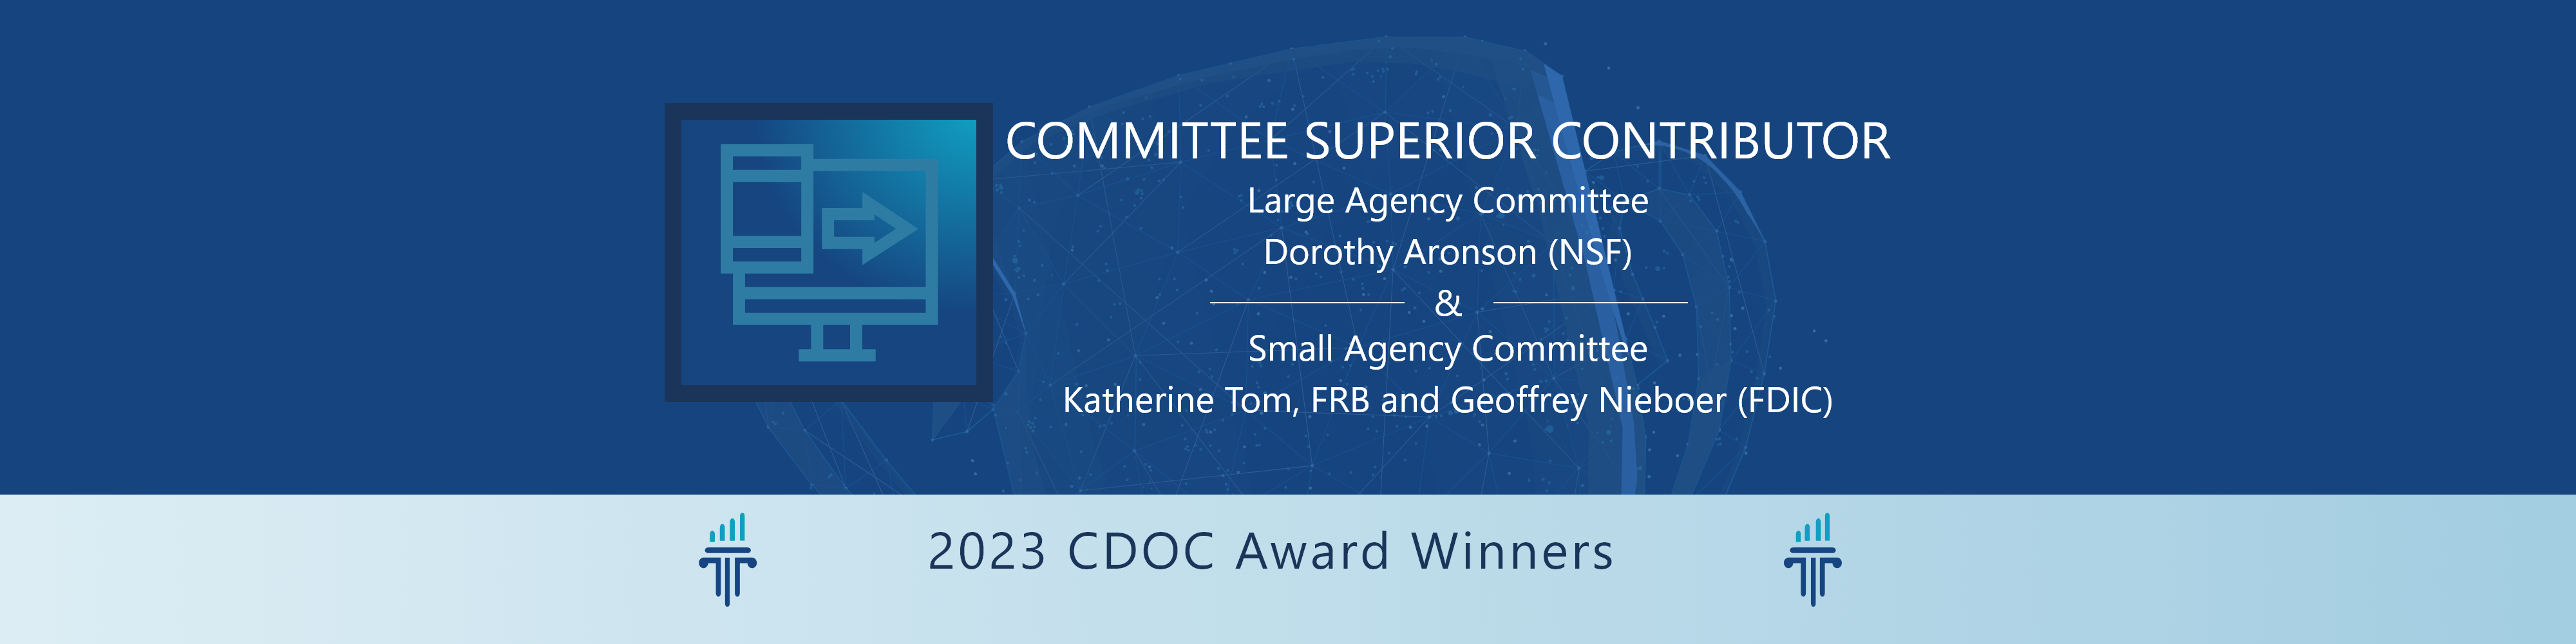 COMMITTEE SUPERIOR CONTRIBUTOR
Large Agency Committee
Dorothy Aronson (NSF)
&
Small Agency Committee
Katherine Tom, FRB and Geoffrey Nieboer (FDIC)
2023 CDOC Award Winners